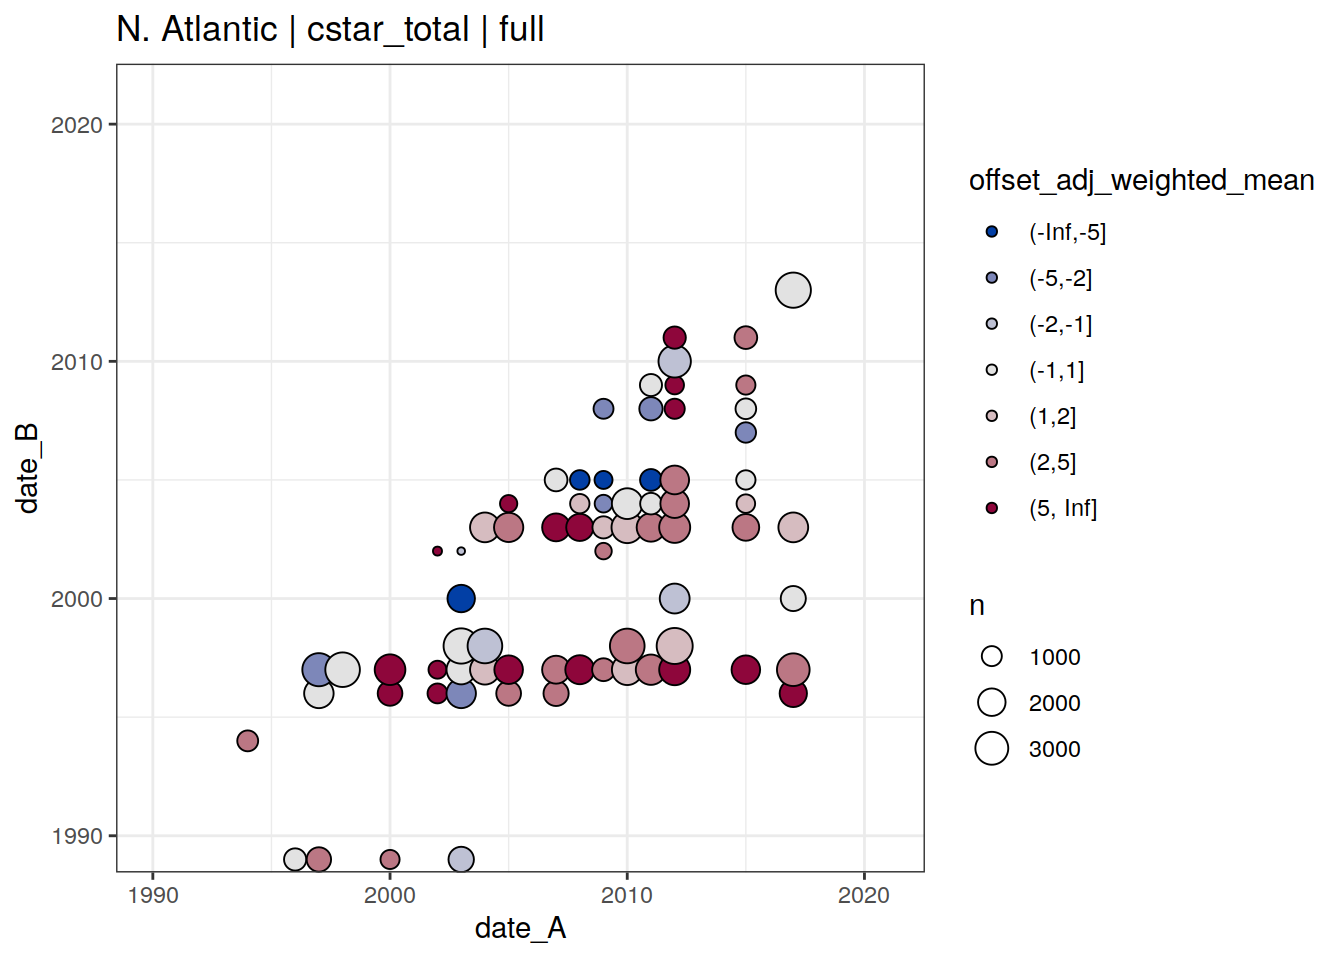 N. Atlantic | cstar_total | full
2020
2010
2000
1990
date_B
1990
2000
2010
2020
date_A
offset_adj_weighted_mean
(-Inf,-5]
(-5,-2]
(-2,-1]
(-1,1]
(1,2]
(2,5]
(5, Inf]
n
1000
2000
3000